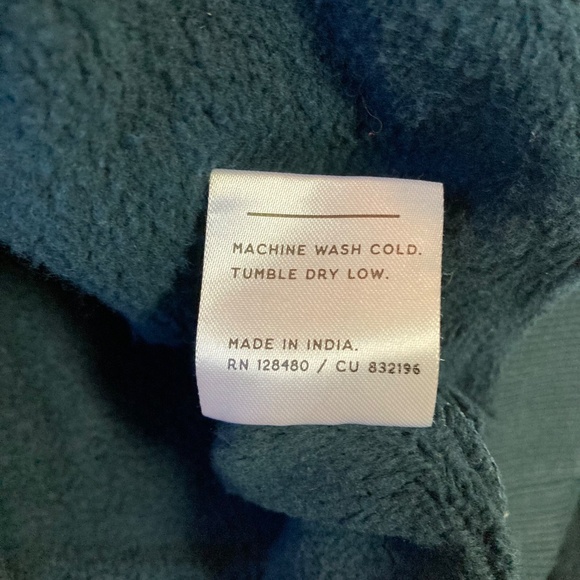 MACHINE WASH COLD.
TUMBLE DRY LOW.
MADE IN INDIA.
RN 128480 / CU 832196